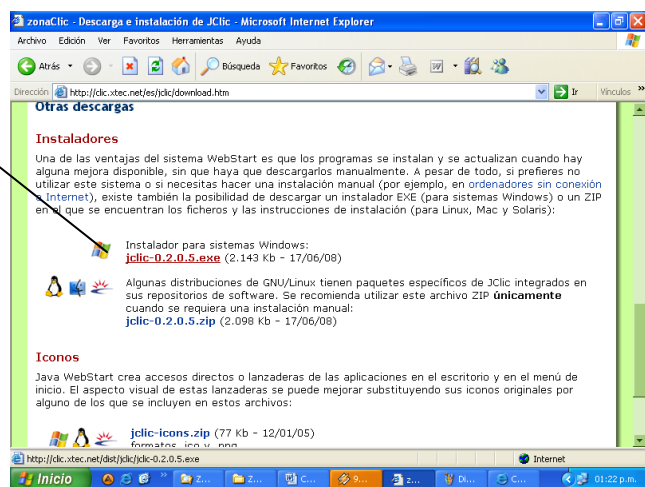 zonaClic - Descarga e instalación de JClic - Microsoft Internet Explorer
Archivo Edición Ver Favoritos Herramientas Ayuda
Atrás Búsqueda Favoritos
Dirección http://clic.xtec.net/es/jclic/download.htm Ir Vínculos »
Otras descargas
Instaladores
Una de las ventajas del sistema WebStart es que los programas se instalan y se actualizan cuando hay
alguna mejora disponible, sin que haya que descargarlos manualmente. A pesar de todo, si prefieres no
utilizar este sistema o si necesitas hacer una instalación manual (por ejemplo, en ordenadores sin conexión
a Internet), existe también la posibilidad de descargar un instalador EXE (para sistemas Windows) o un ZIP
en el que se encuentran los ficheros y las instrucciones de instalación (para Linux, Mac y Solaris):
Instalador para sistemas Windows:
jclic-0.2.0.5.exe (2.143 Kb - 17/06/08)
Algunas distribuciones de GNU/Linux tienen paquetes específicos de JClic integrados en
sus repositorios de software. Se recomienda utilizar este archivo ZIP únicamente
cuando se requiera una instalación manual:
jclic-0.2.0.5.zip (2.098 Kb - 17/06/08)
Iconos
Java WebStart crea accesos directos o lanzaderas de las aplicaciones en el escritorio y en el menú de
inicio. El aspecto visual de estas lanzaderas se puede mejorar substituyendo sus iconos originales por
alguno de los que se incluyen en estos archivos:
jclic-icons.zip (77 Kb - 12/01/05)
formatos .ico y .png
http://clic.xtec.net/dist/jclic/jclic-0.2.0.5.exe Internet
Inicio » Z... Z... C... 9... z... Di... C... 01:22 p.m.